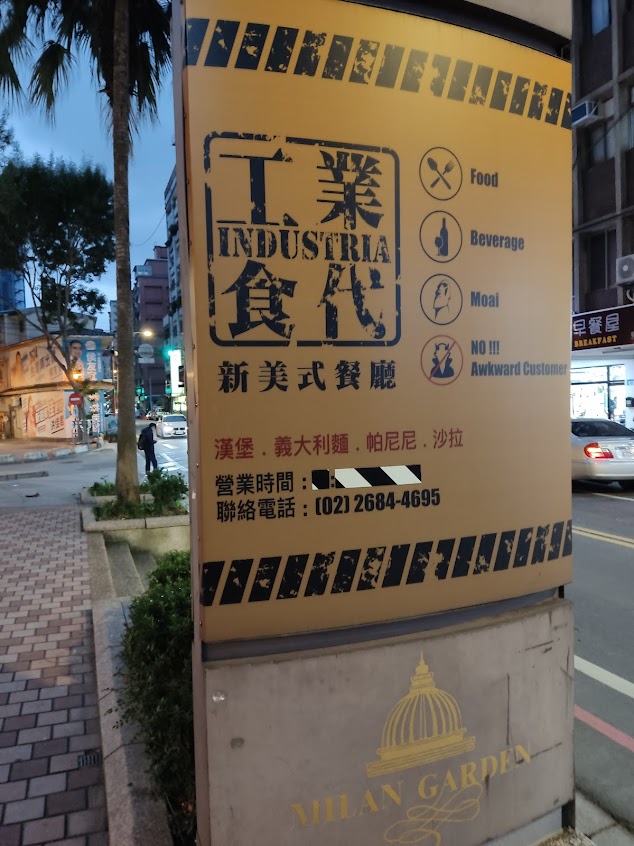 工業
INDUSTRIA
食代
新美式餐廳
Food
Beverage
Moai
NO !!!
Awkward Customer
漢堡．義大利麵．帕尼尼．沙拉
營業時間：
聯絡電話：(02) 2684-4695
MILAN GARDEN
早餐屋
BREAKFAST